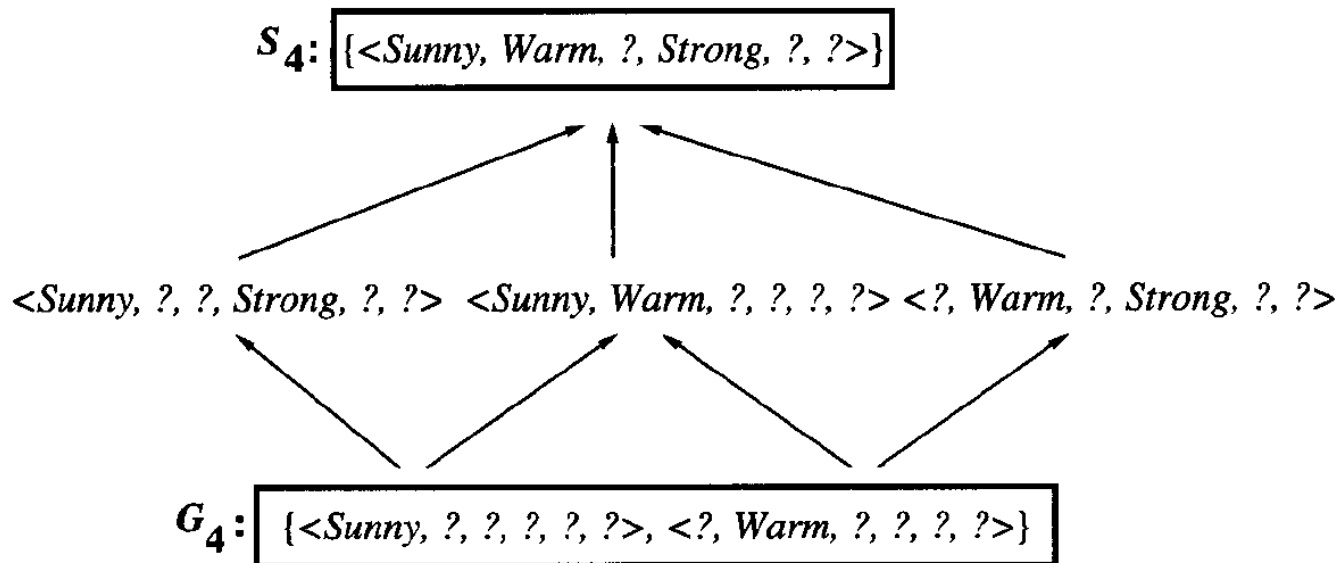 S4: {<Sunny, Warm, ?, Strong, ?, ?>}
<Sunny, ?, ?, Strong, ?, ?> <Sunny, Warm, ?, ?, ?, ?> <?, Warm, ?, Strong, ?, ?>
G4: {<Sunny, ?, ?, ?, ?, ?>, <?, Warm, ?, ?, ?, ?>}